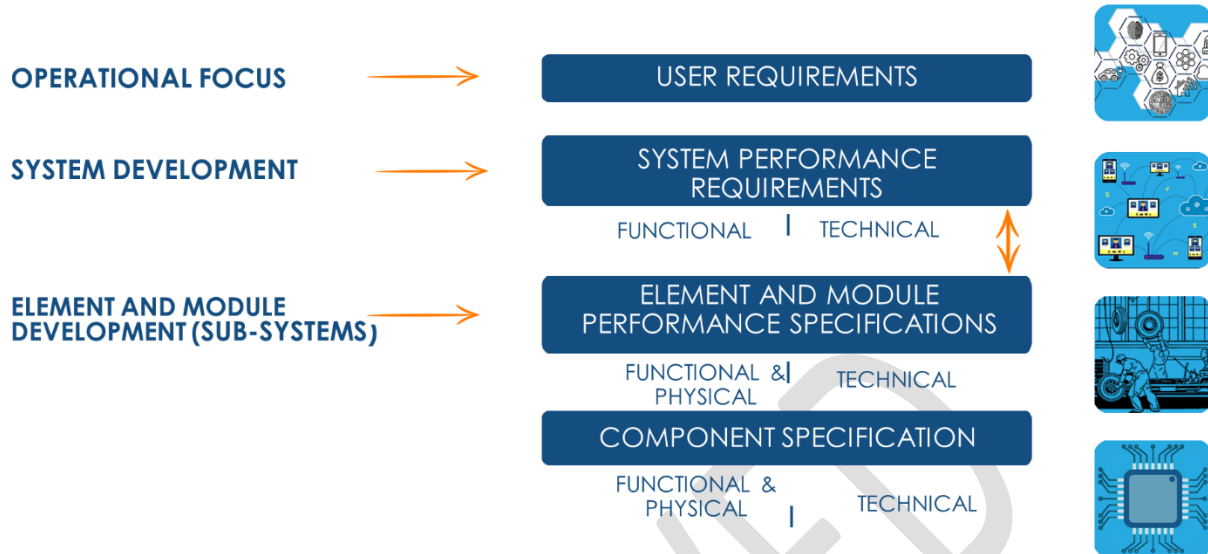 OPERATIONAL FOCUS
USER REQUIREMENTS
SYSTEM DEVELOPMENT
SYSTEM PERFORMANCE
REQUIREMENTS
FUNCTIONAL | TECHNICAL
ELEMENT AND MODULE
DEVELOPMENT (SUB-SYSTEMS)
ELEMENT AND MODULE
PERFORMANCE SPECIFICATIONS
FUNCTIONAL & | TECHNICAL
PHYSICAL
COMPONENT SPECIFICATION
FUNCTIONAL &
PHYSICAL | TECHNICAL